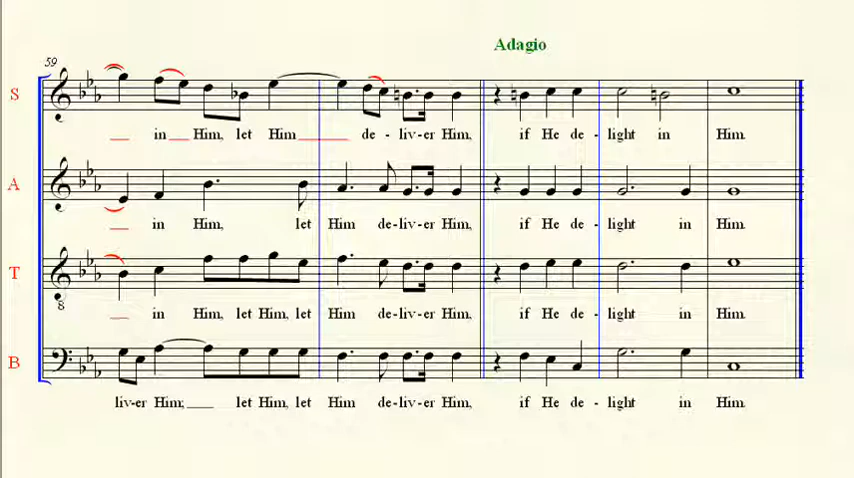 Adagio
59
S
in Him, let Him de - liv-er Him, if He de - light in Him.
A
in Him, let Him de-liv-er Him, if He de - light in Him.
T
8
in Him, let Him, let Him de-liv-er Him, if He de - light in Him.
B
liv-er Him; let Him, let Him de-liv-er Him, if He de - light in Him.